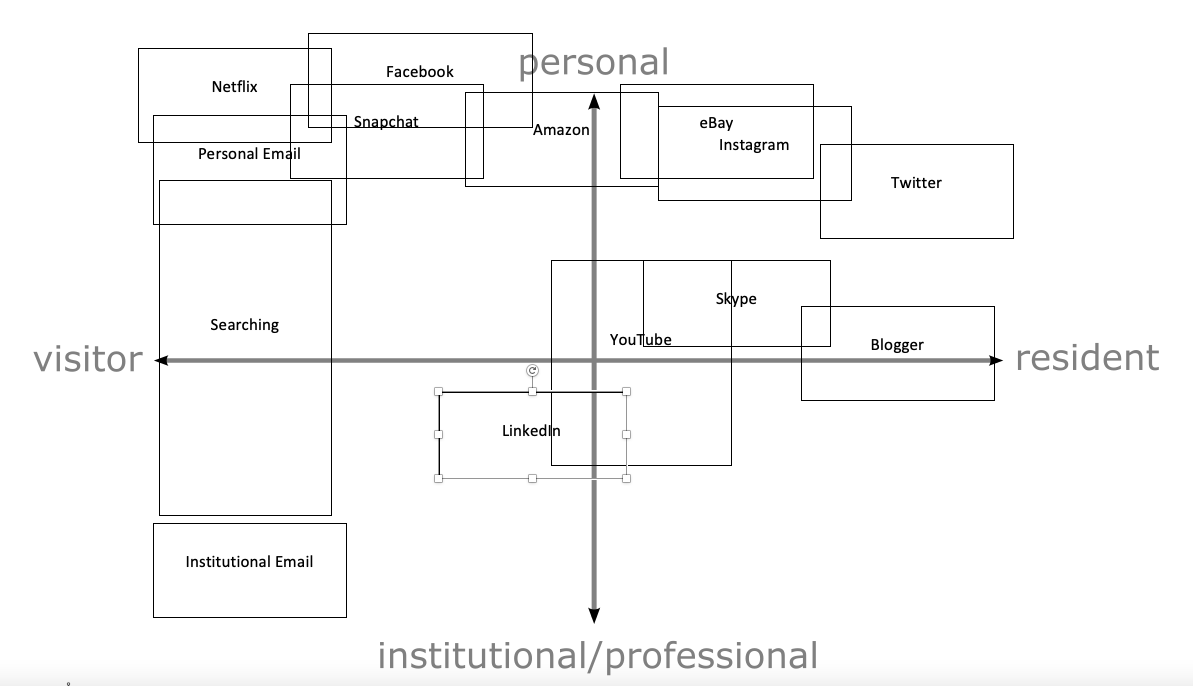 personal
Facebook
Netflix
Snapchat
Amazon
eBay
Instagram
Personal Email
Twitter
Skype
Searching
YouTube
Blogger
visitor
resident
LinkedIn
Institutional Email
institutional/professional